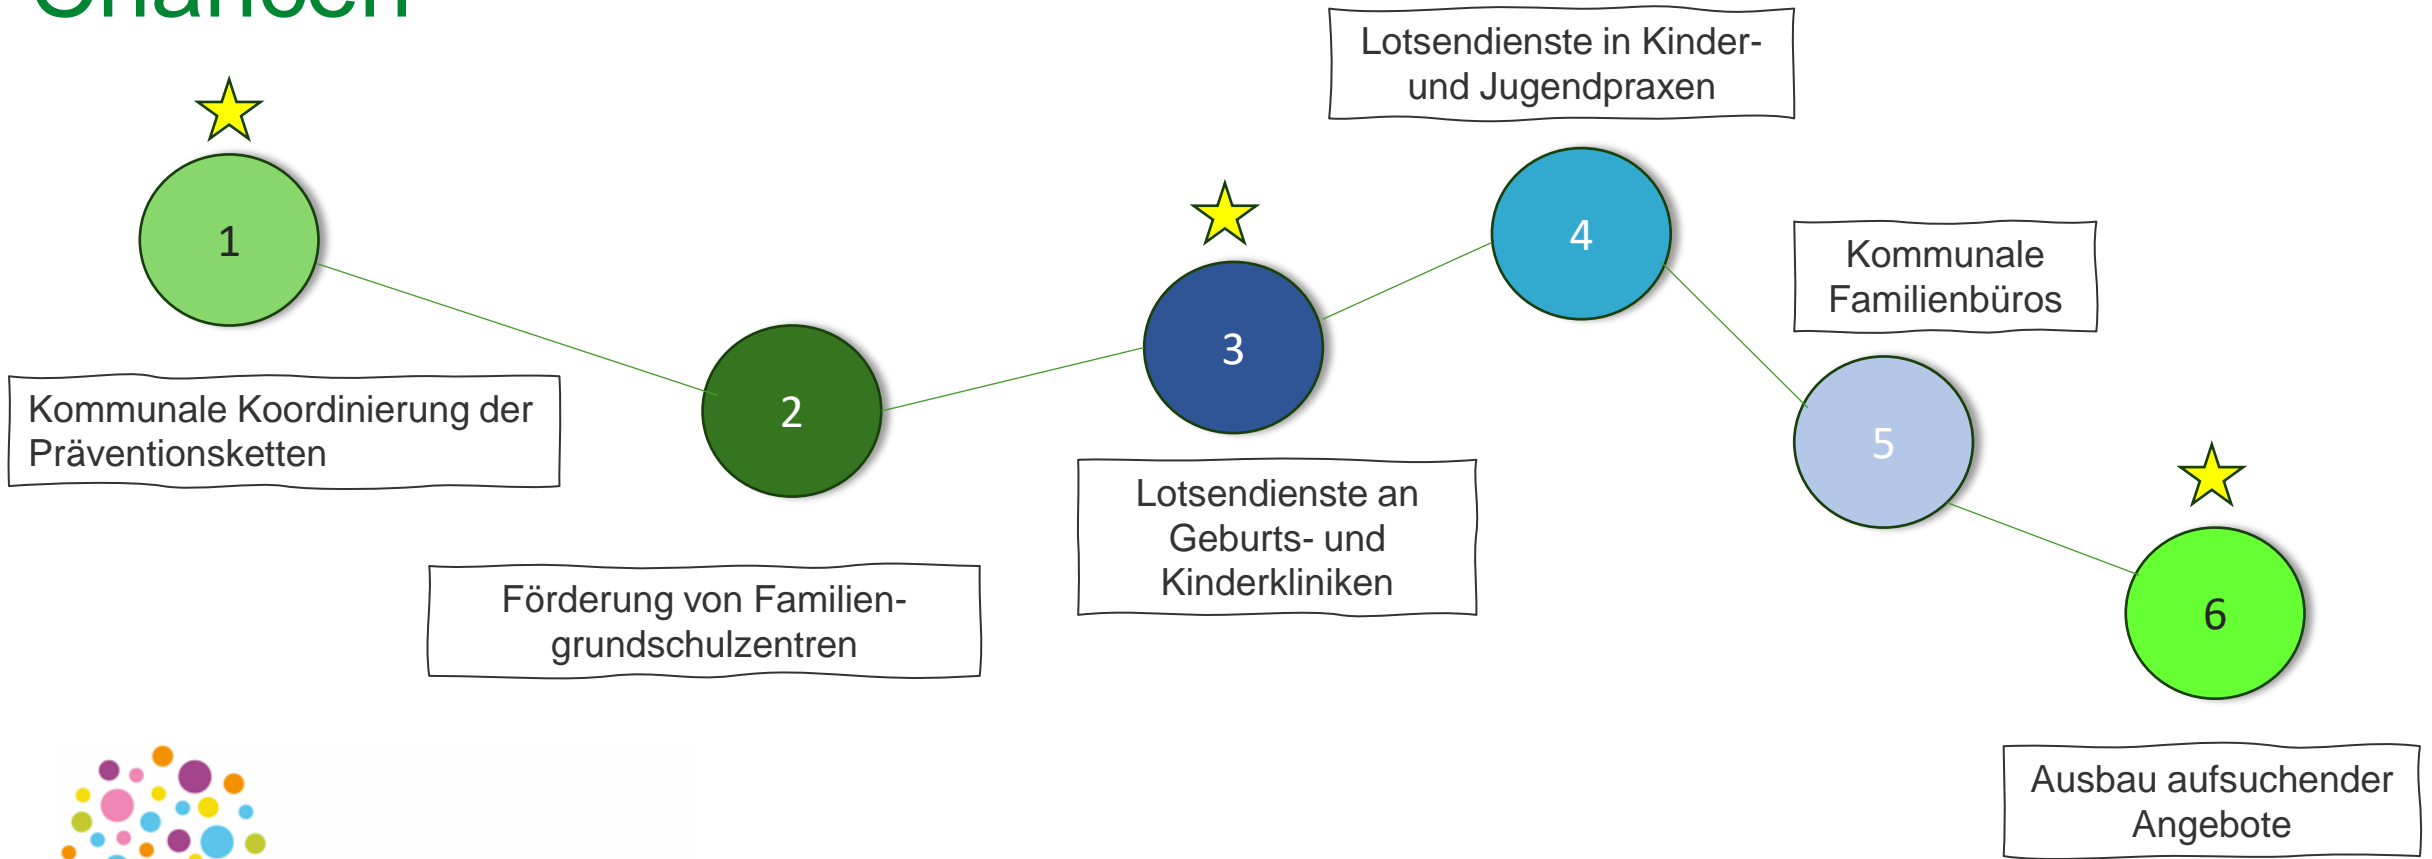 Chancen
Lotsendienste in Kinder-
und Jugendpraxen
1
4
Kommunale
Familienbüros
3
Kommunale Koordinierung der
Präventionsketten
2
5
Lotsendienste an
Geburts- und
Kinderkliniken
Förderung von Familien-
grundschulzentren
6
Ausbau aufsuchender
Angebote